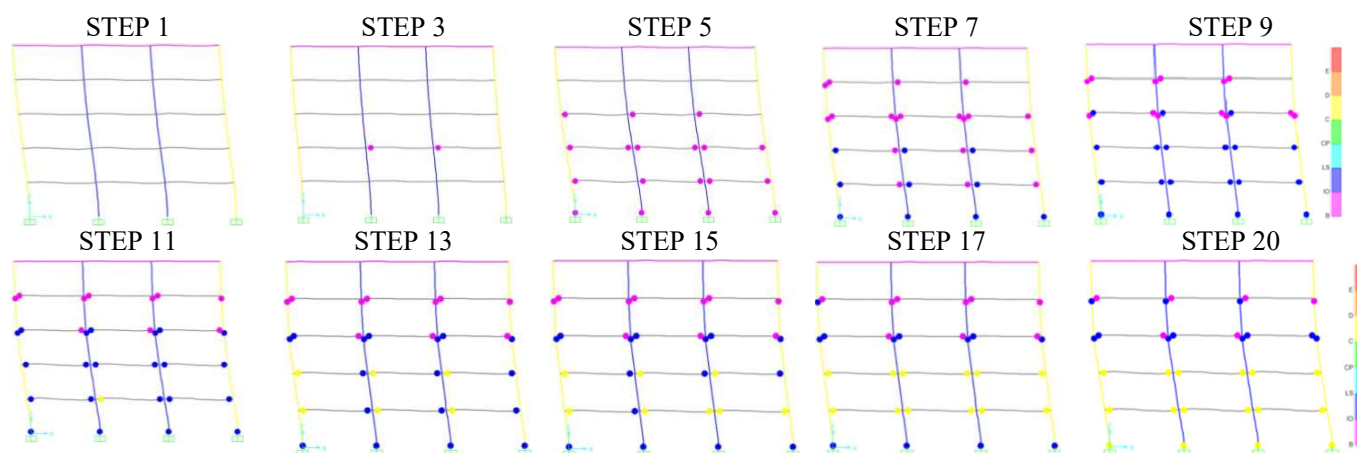 STEP 1
STEP 3
STEP 5
STEP 7
STEP 9
E
D
C
CP
LS
IO
B
STEP 11
STEP 13
STEP 15
STEP 17
STEP 20
E
D
C
CP
LS
IO
B